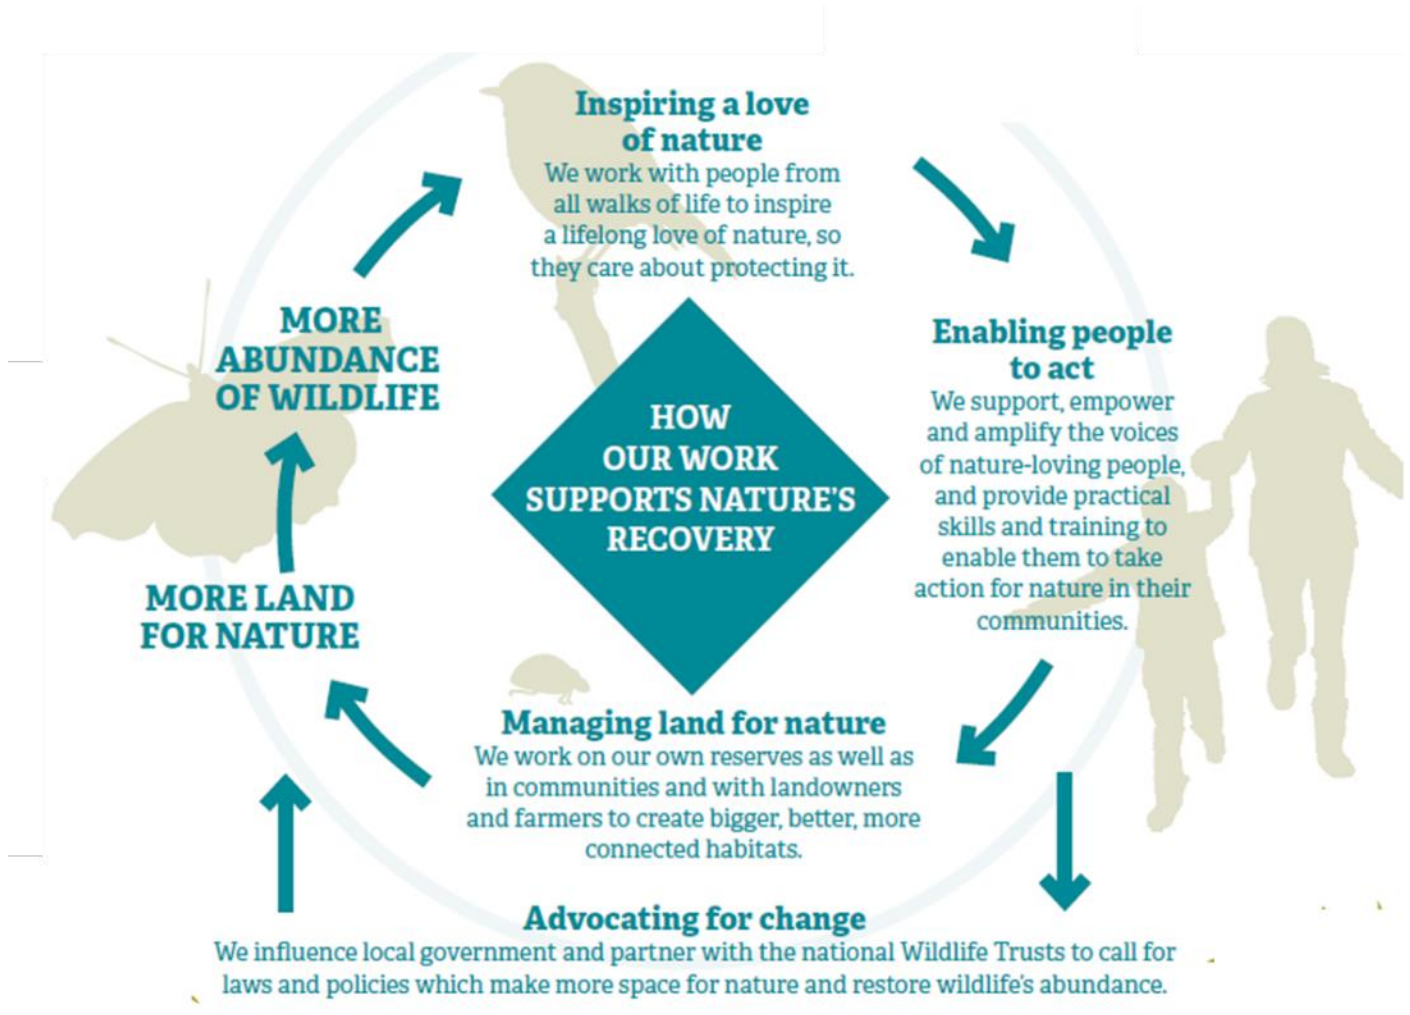 Inspiring a love
of nature
We work with people from
all walks of life to inspire
a lifelong love of nature, so
they care about protecting it.
Enabling people
to act
We support, empower
and amplify the voices
of nature-loving people,
and provide practical
skills and training to
enable them to take
action for nature in their
communities.
Managing land for nature
We work on our own reserves as well as
in communities and with landowners
and farmers to create bigger, better, more
connected habitats.
Advocating for change
We influence local government and partner with the national Wildlife Trusts to call for
laws and policies which make more space for nature and restore wildlife's abundance.
MORE LAND
FOR NATURE
MORE
ABUNDANCE
OF WILDLIFE
HOW
OUR WORK
SUPPORTS NATURE'S
RECOVERY